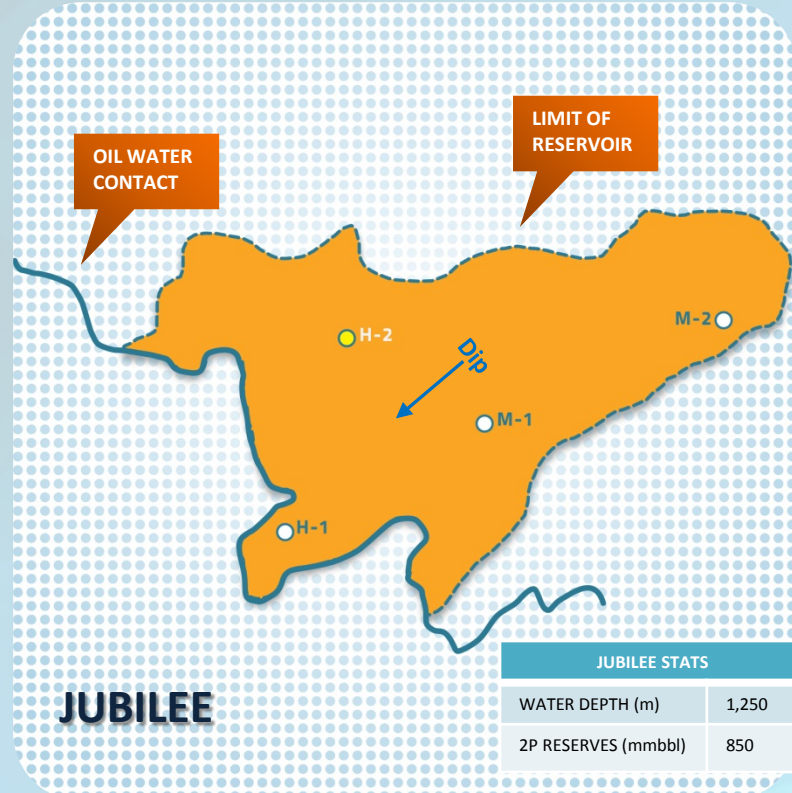 LIMIT OF
RESERVOIR
OIL WATER
CONTACT
H-2
M-2
Dip
M-1
H-1
JUBILEE
JUBILEE STATS
WATER DEPTH (m) 1,250
2P RESERVES (mmbbl) 850